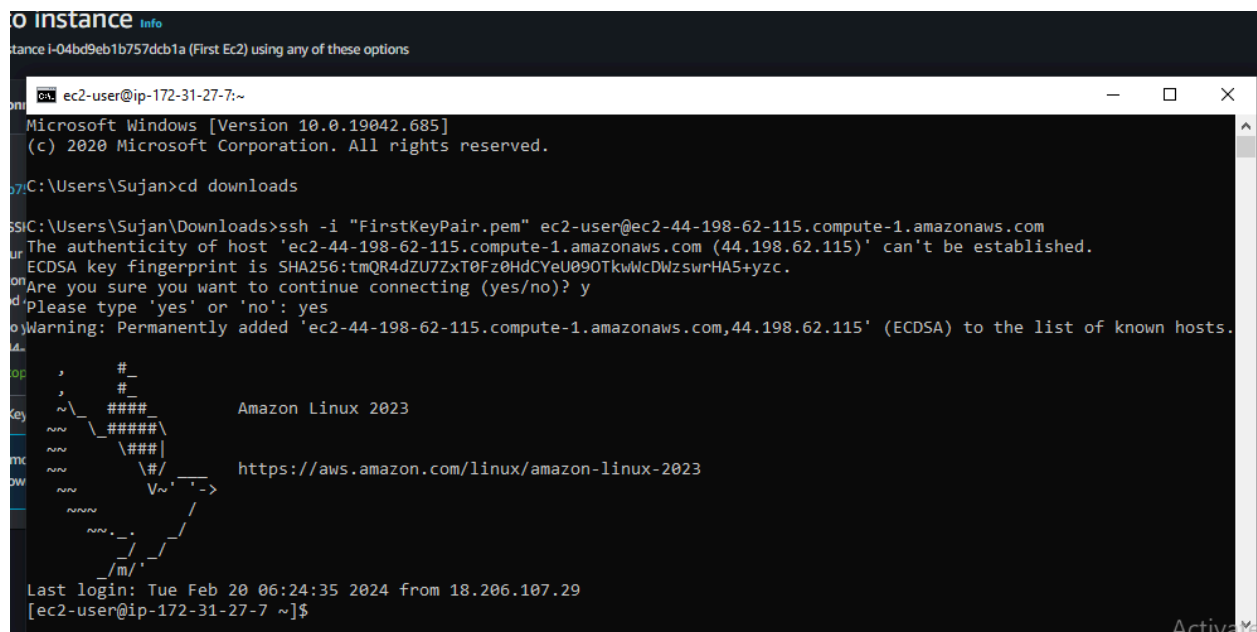 to instance Info
stance i-04bd9eb1b757dcb1a (First Ec2) using any of these options
ec2-user@ip-172-31-27-7:~
Microsoft Windows [Version 10.0.19042.685]
(c) 2020 Microsoft Corporation. All rights reserved.
C:\Users\Sujan>cd downloads
C:\Users\Sujan\Downloads>ssh -i "FirstKeyPair.pem" ec2-user@ec2-44-198-62-115.compute-1.amazonaws.com
The authenticity of host 'ec2-44-198-62-115.compute-1.amazonaws.com (44.198.62.115)' can't be established.
ECDSA key fingerprint is SHA256:tmQR4dZU7ZxT0Fz0HdCYeU09OTkwWcDWzswrHA5+yzc.
Are you sure you want to continue connecting (yes/no)? y
Please type 'yes' or 'no': yes
Warning: Permanently added 'ec2-44-198-62-115.compute-1.amazonaws.com,44.198.62.115' (ECDSA) to the list of known hosts.
   ,     #_
   ,     #_
   ~\_  ####_        Amazon Linux 2023
  ~~  \_#####\
  ~~     \###|
  ~~       \#/ ___   https://aws.amazon.com/linux/amazon-linux-2023
   ~~       V~' '->
    ~~~         /
      ~~._.   _/
         _/ _/
       _/m/'
Last login: Tue Feb 20 06:24:35 2024 from 18.206.107.29
[ec2-user@ip-172-31-27-7 ~]$
Activate